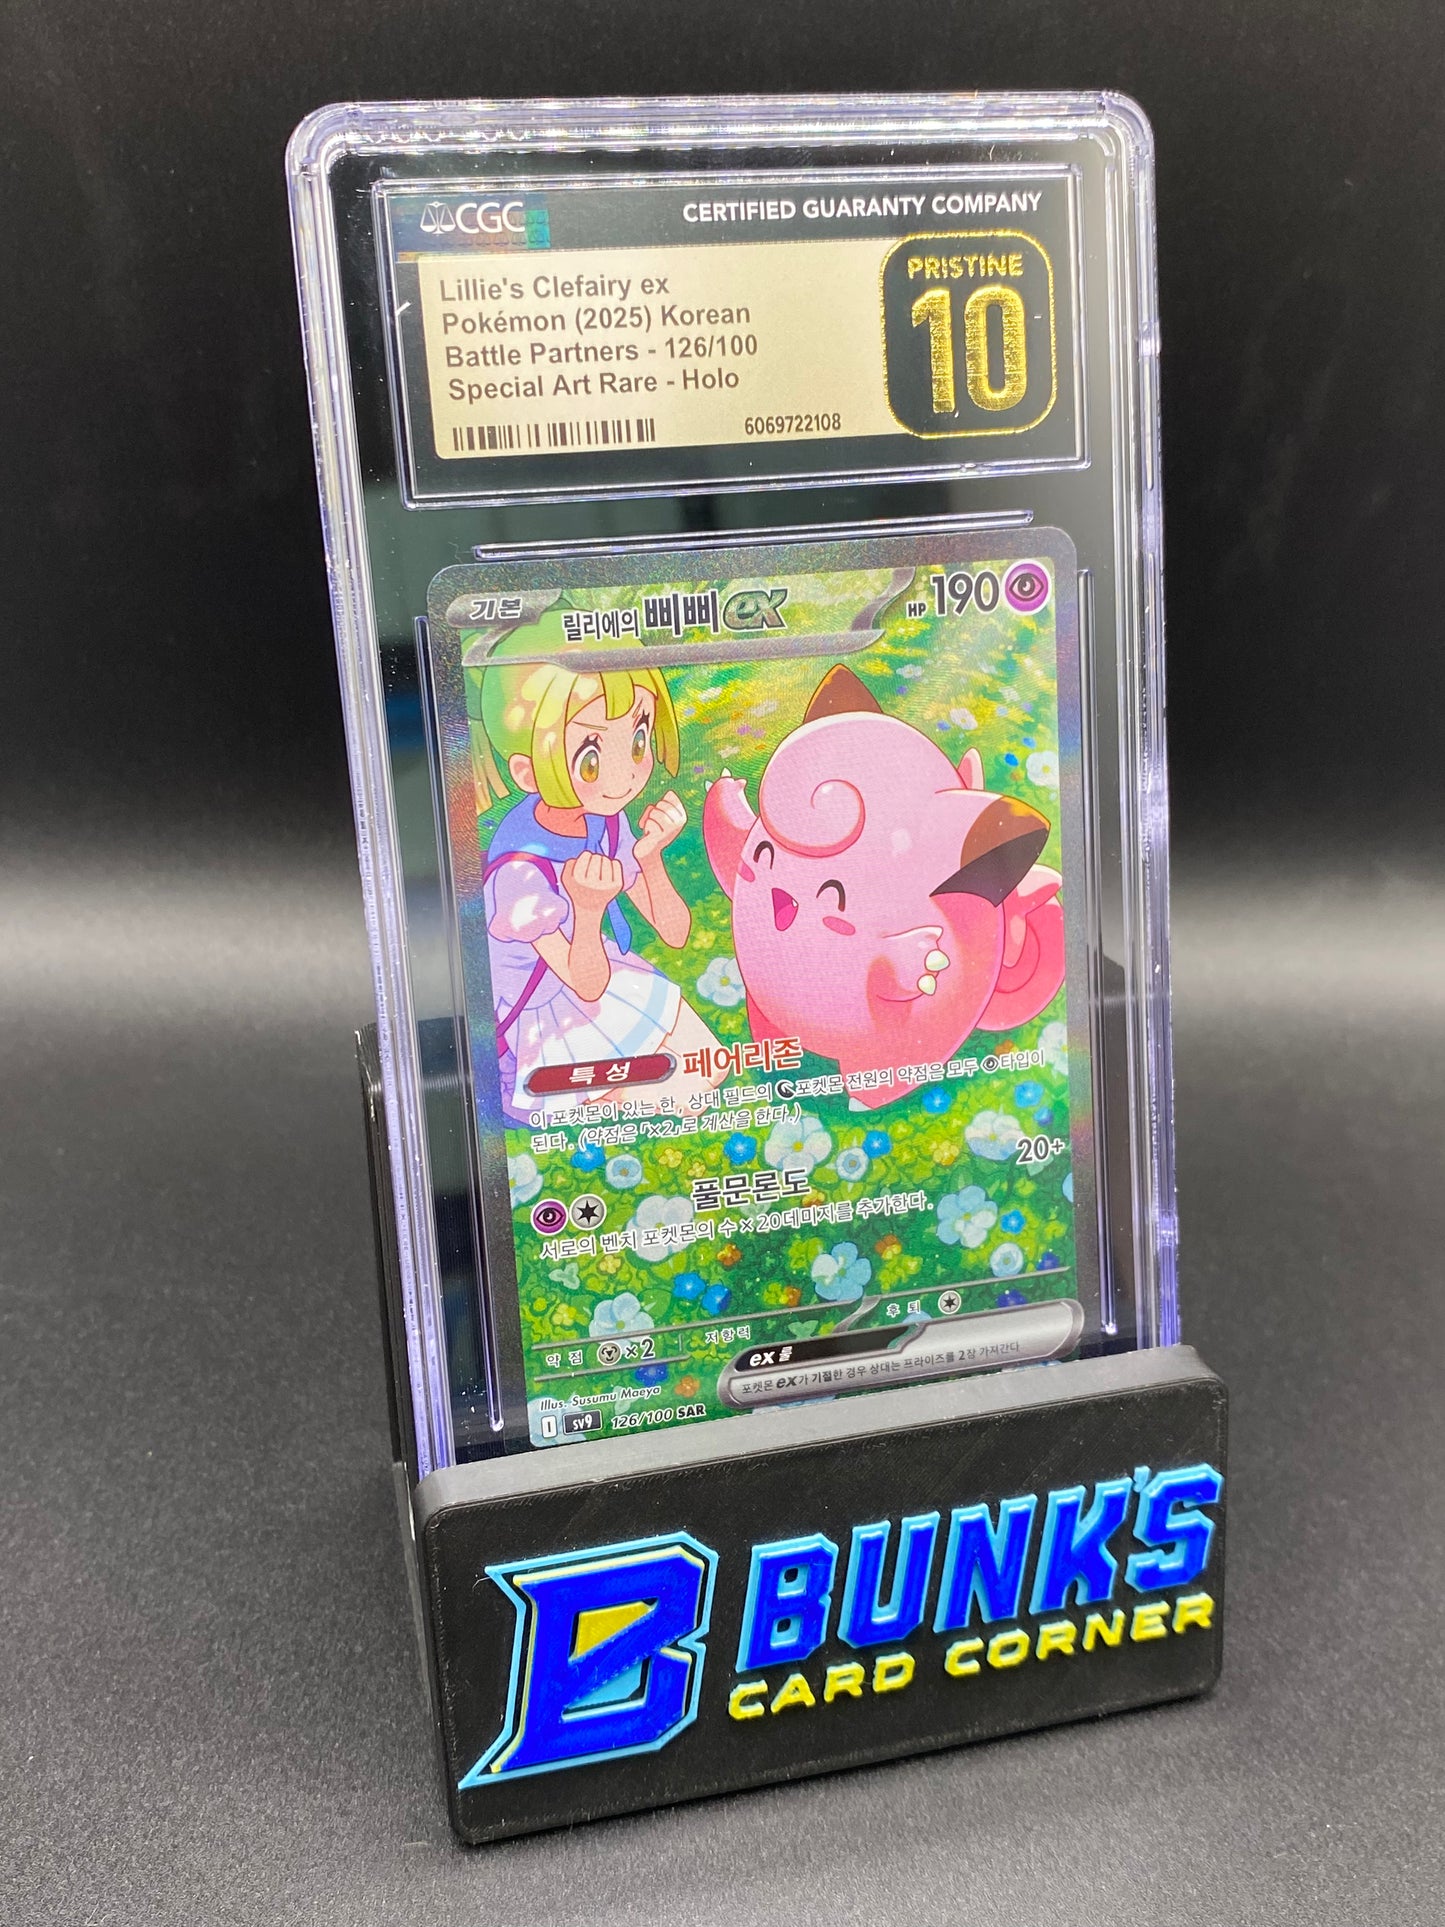 CGC
CERTIFIED GUARANTY COMPANY
Lillie's Clefairy ex
Pokémon (2025) Korean
Battle Partners - 126/100
Special Art Rare - Holo
6069722108
PRISTINE
10
기본
릴리에의 삐삐 ex
HP 190
특성 페어리존
이 포켓몬이 있는 한, 상대 필드의 포켓몬 전원의 약점은 모두 타입이
된다. (약점은 「×2」로 계산을 한다.)
풀문론도 20+
서로의 벤치 포켓몬의 수×20데미지를 추가한다.
약점 ×2 저항력 후퇴
ex 룰
포켓몬 ex가 기절한 경우 상대는 프라이즈를 2장 가져간다
Illus. Susumu Maeya
I sv9 126/100 SAR
B BUNK'S
CARD CORNER